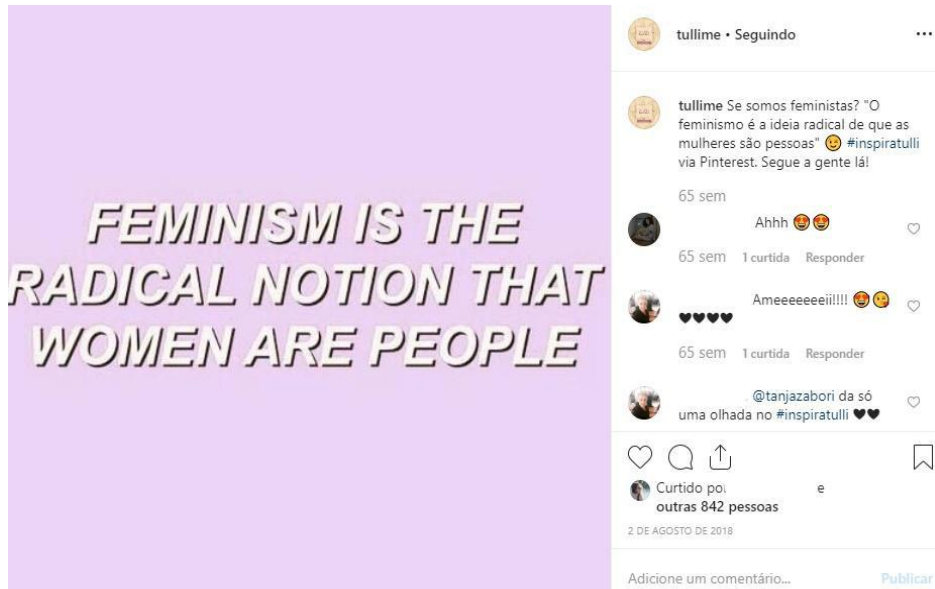 FEMINISM IS THE
RADICAL NOTION THAT
WOMEN ARE PEOPLE
tullime • Seguindo
tullime Se somos feministas? "O
feminismo é a ideia radical de que as
mulheres são pessoas" 😉 #inspiratulli
via Pinterest. Segue a gente lá!
65 sem
Ahhh 😍😍
65 sem 1 curtida Responder
Ameeeeeeeii!!!! 😍😘
🖤🖤🖤🖤
65 sem 1 curtida Responder
@tanjazabori da só
uma olhada no #inspiratulli 🖤🖤
Curtido por e
outras 842 pessoas
2 DE AGOSTO DE 2018
Adicione um comentário...
Publicar